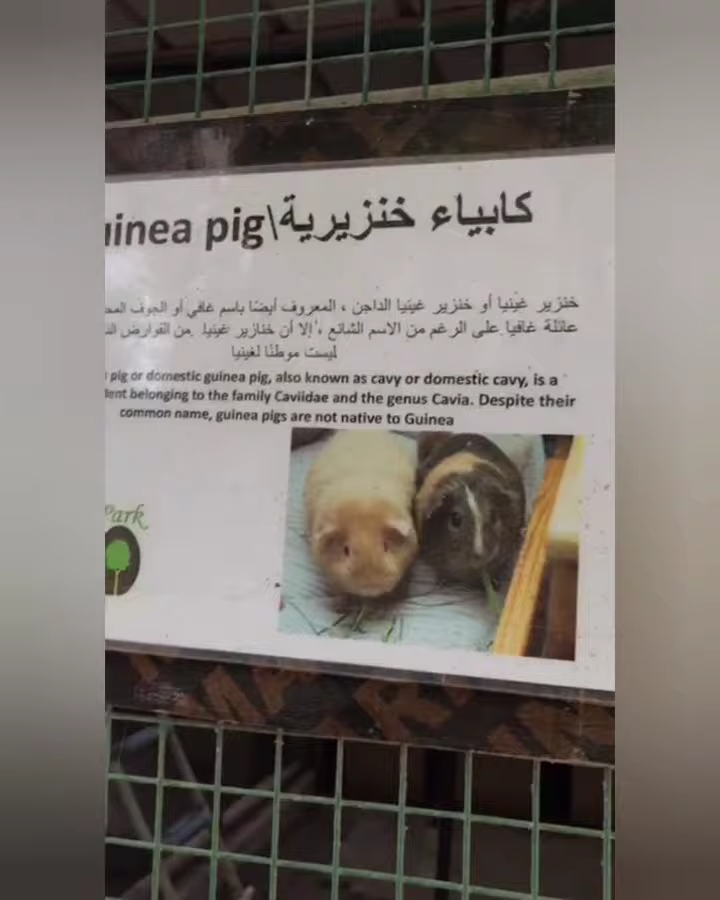 كابياء خنزيرية\uinea pig
خنزير غينيا أو خنزير غينيا الداجن ، المعروف أيضًا باسم غافي أو الجوف
عائلة غافيا على الرغم من الاسم الشائع ، إلا أن خنازير غينيا من القوارض
ليست موطنًا لغينيا
pig or domestic guinea pig, also known as cavy or domestic cavy, is a
belonging to the family Caviidae and the genus Cavia. Despite their
common name, guinea pigs are not native to Guinea
Park